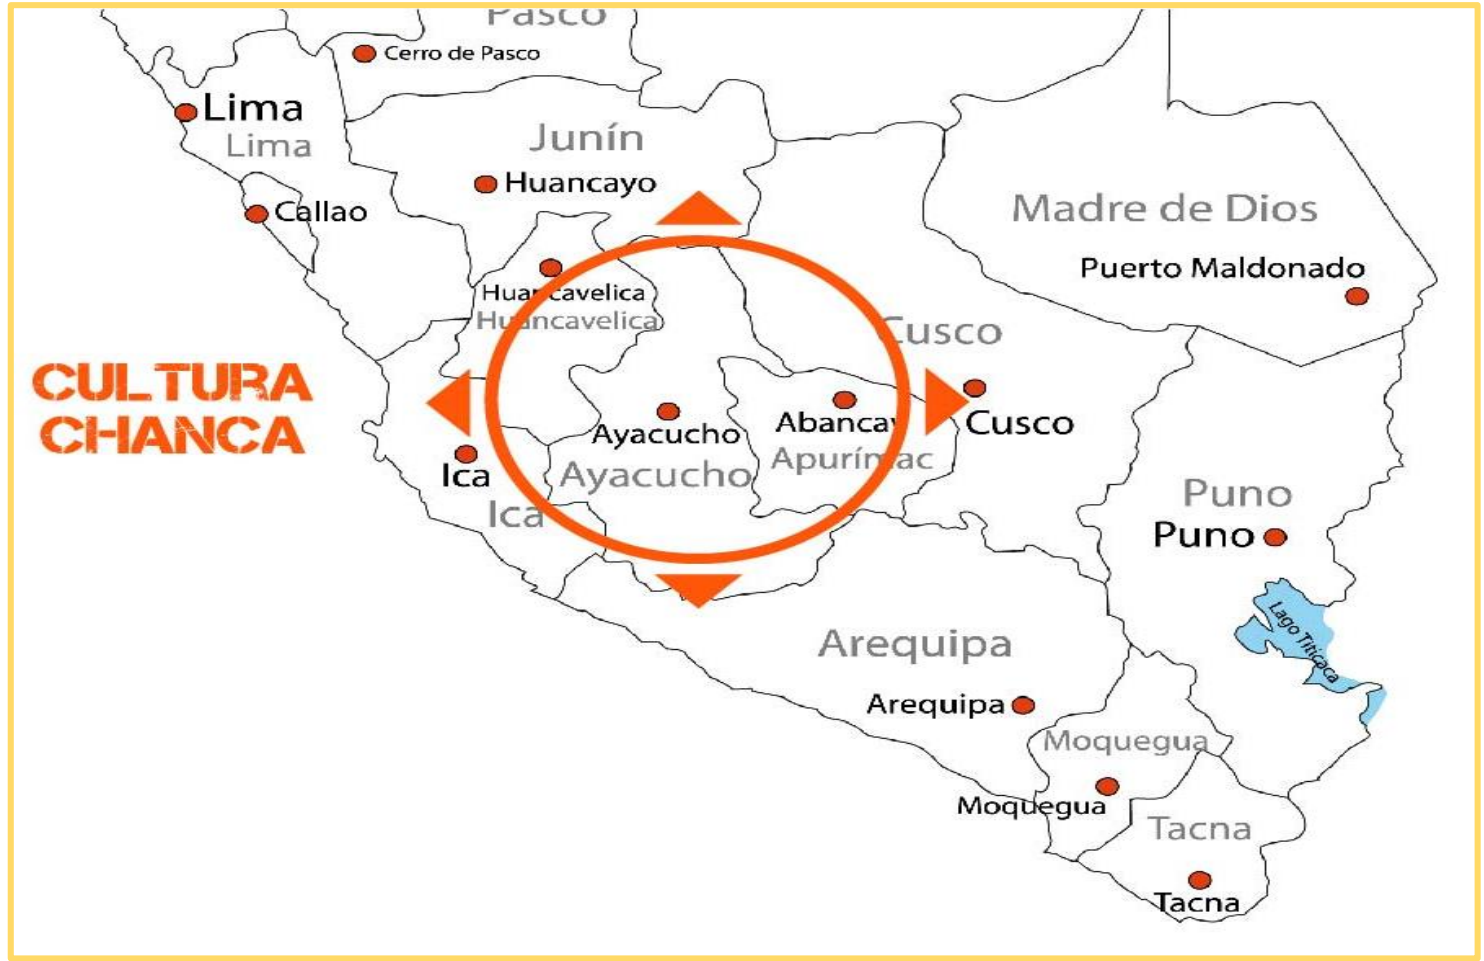 Pasco
Cerro de Pasco
Lima
Lima
Junín
Huancayo
Callao
Madre de Dios
Puerto Maldonado
Huancavelica
Huancavelica
Cusco
CULTURA
CHANCA
Cusco
Ayacucho
Abancay
Apurímac
Ayacucho
Ica
Ica
Puno
Puno
Lago Titicaca
Arequipa
Arequipa
Moquegua
Moquegua
Tacna
Tacna